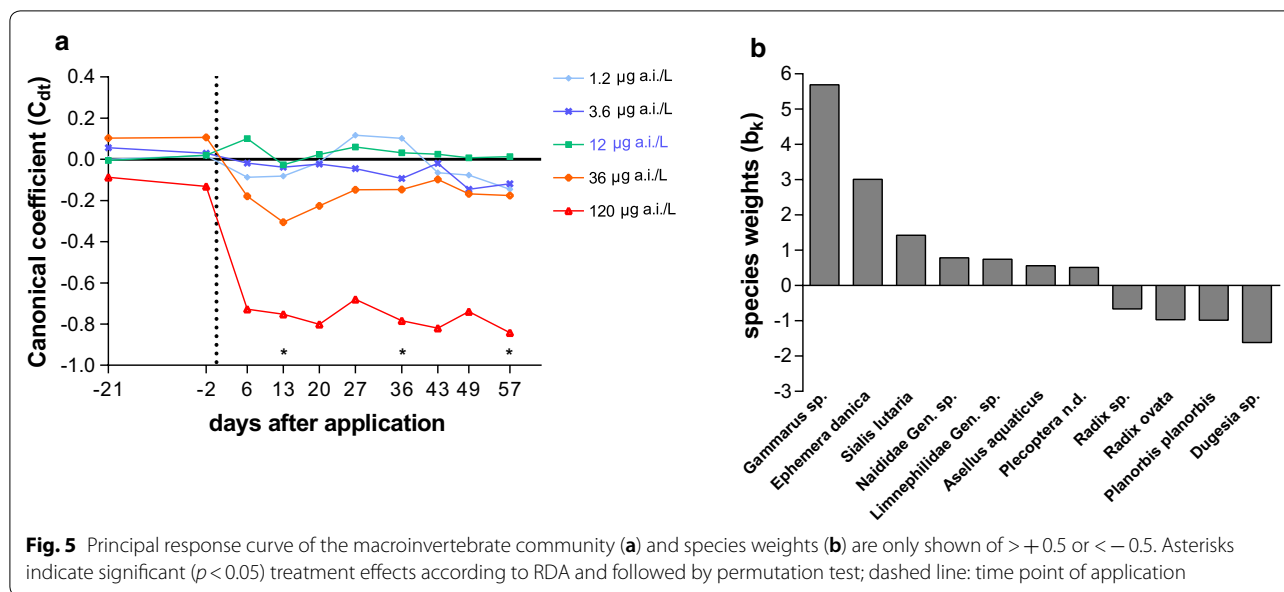 a
Canonical coefficient (Cdt)
0.4
0.2
0.0
-0.2
-0.4
-0.6
-0.8
-1.0
* * *
-21 -2 6 13 20 27 36 43 49 57
days after application
1.2 µg a.i./L
3.6 µg a.i./L
12 µg a.i./L
36 µg a.i./L
120 µg a.i./L
b
species weights (bk)
6
5
4
3
2
1
0
-1
-2
-3
Gammarus sp.
Ephemera danica
Sialis lutaria
Naididae Gen. sp.
Limnephilidae Gen. sp.
Asellus aquaticus
Plecoptera n.d.
Radix sp.
Radix ovata
Planorbis planorbis
Dugesia sp.
Fig. 5 Principal response curve of the macroinvertebrate community (a) and species weights (b) are only shown of > + 0.5 or < − 0.5. Asterisks
indicate significant (p < 0.05) treatment effects according to RDA and followed by permutation test; dashed line: time point of application